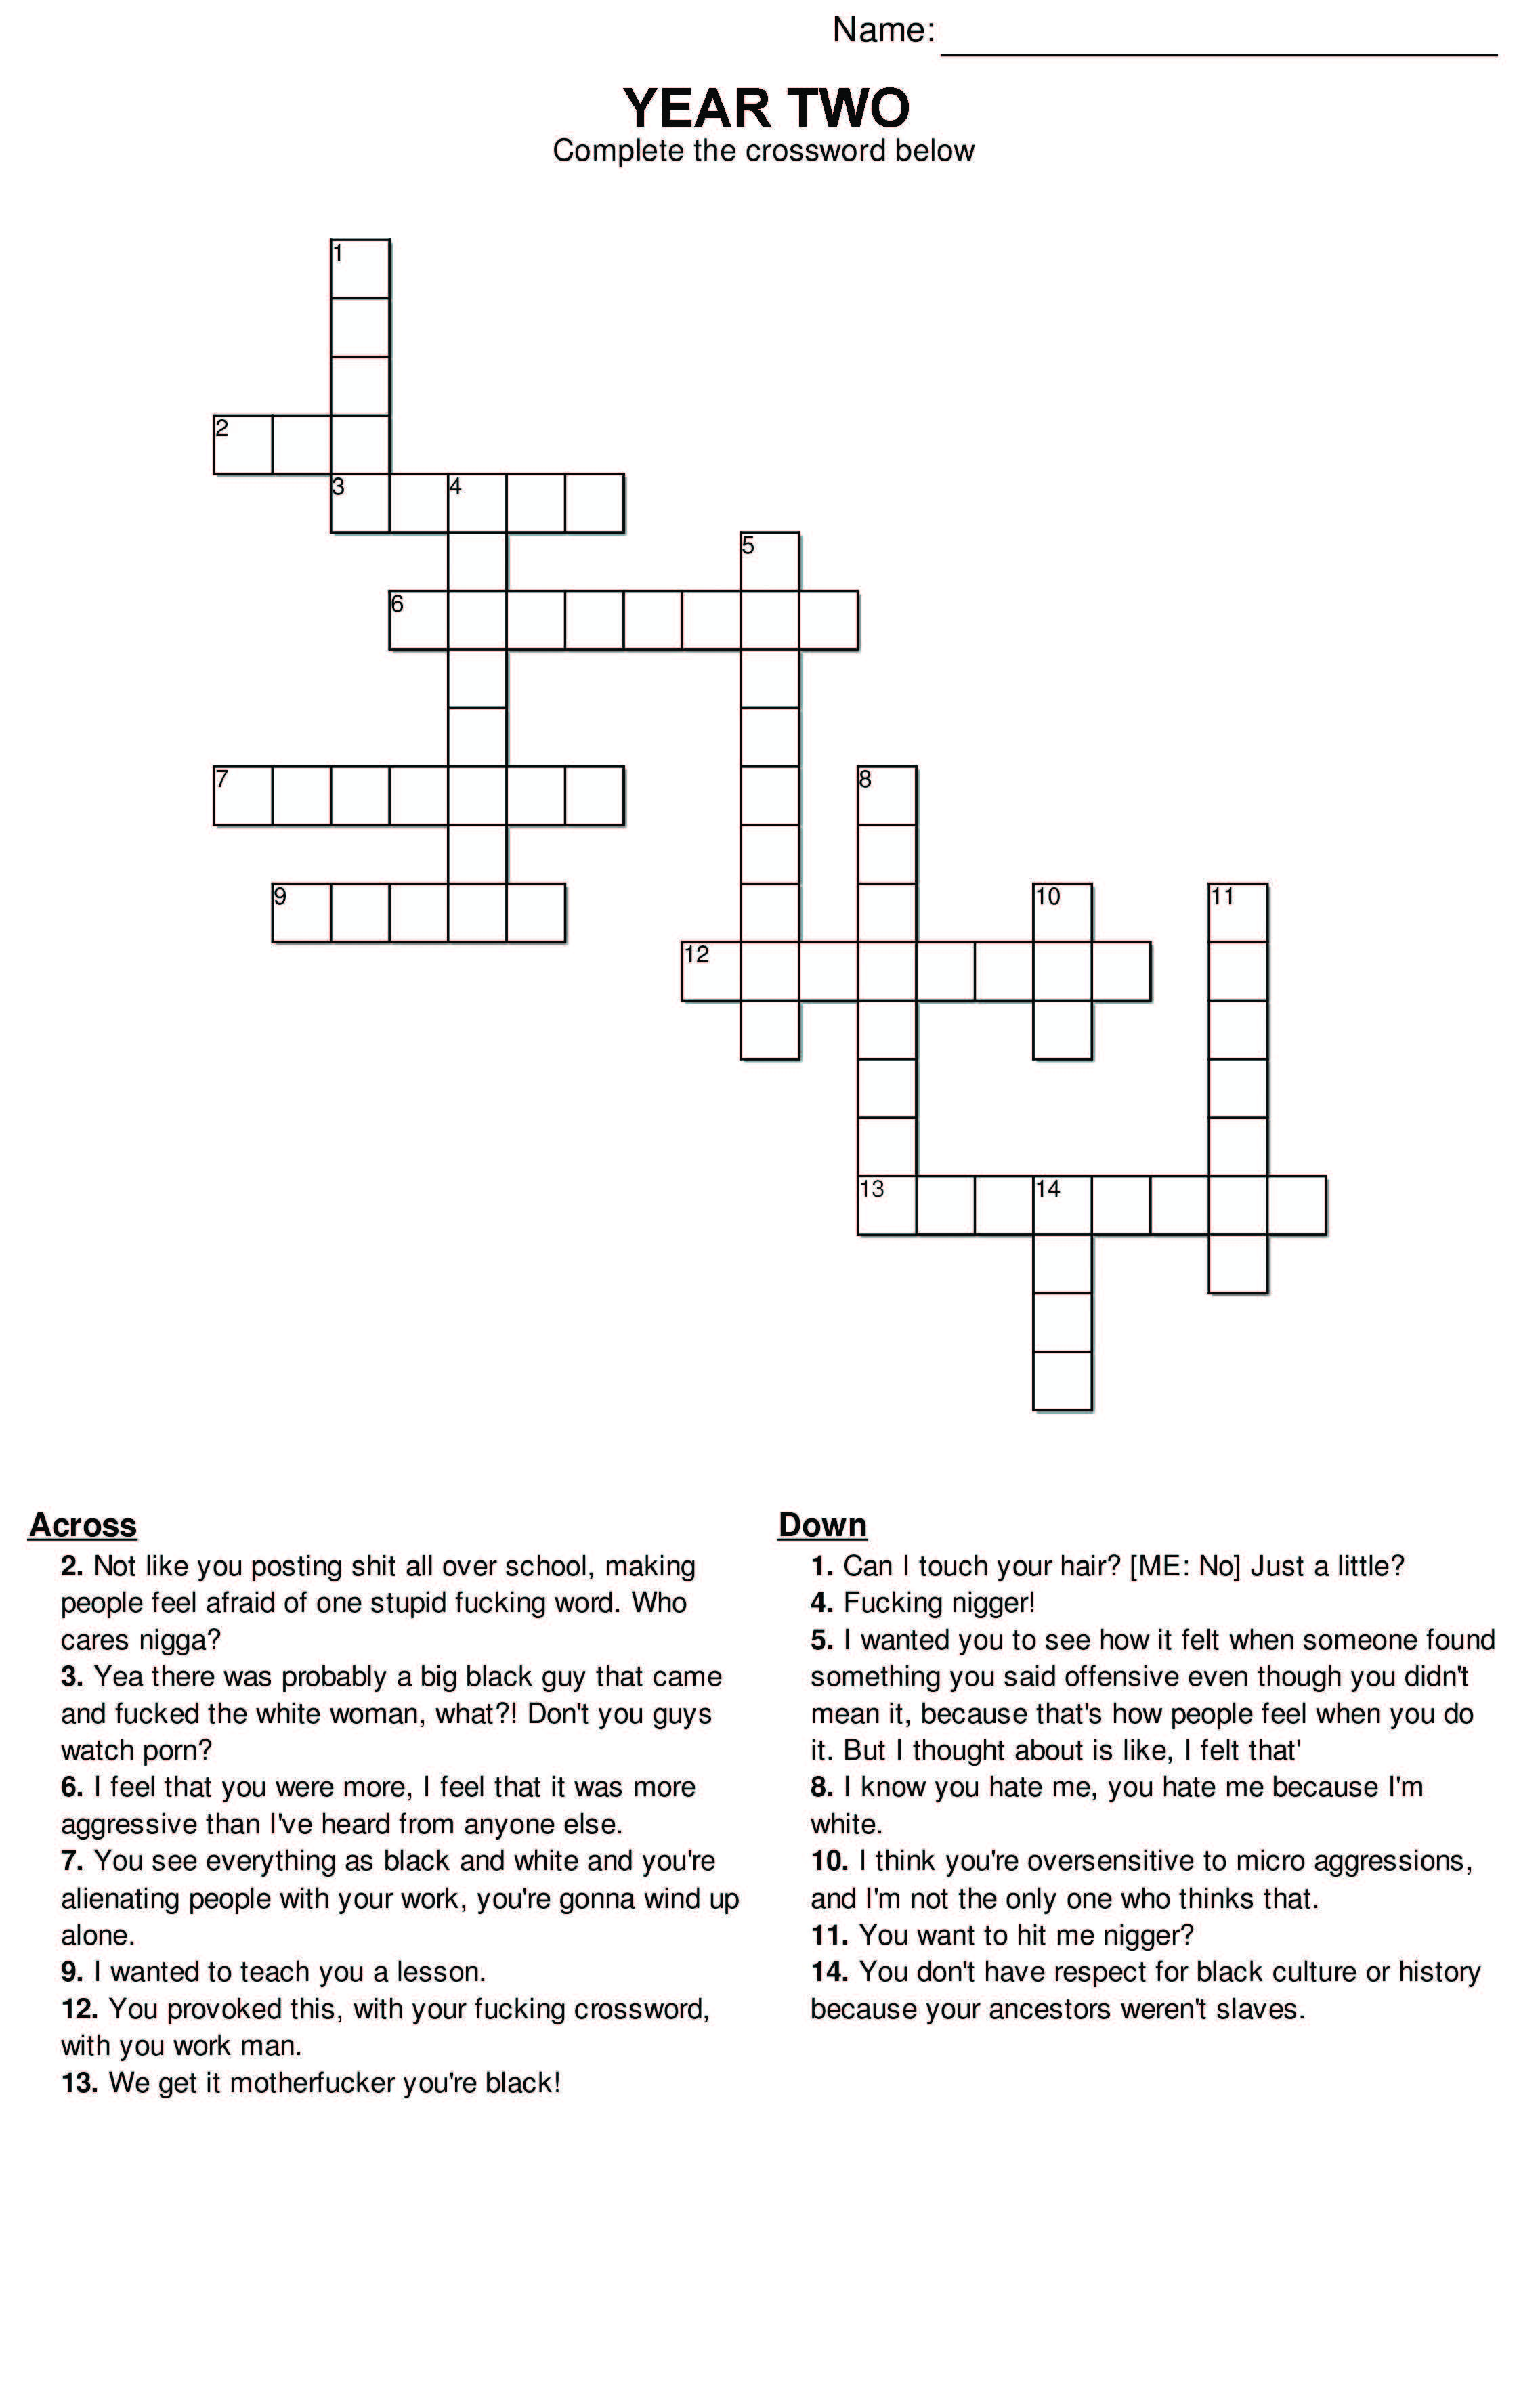 Name:
YEAR TWO
Complete the crossword below
1
2
3 4
5
6
7 8
9 10 11
12
13 14
Across
2. Not like you posting shit all over school, making
people feel afraid of one stupid fucking word. Who
cares nigga?
3. Yea there was probably a big black guy that came
and fucked the white woman, what?! Don't you guys
watch porn?
6. I feel that you were more, I feel that it was more
aggressive than I've heard from anyone else.
7. You see everything as black and white and you're
alienating people with your work, you're gonna wind up
alone.
9. I wanted to teach you a lesson.
12. You provoked this, with your fucking crossword,
with you work man.
13. We get it motherfucker you're black!
Down
1. Can I touch your hair? [ME: No] Just a little?
4. Fucking nigger!
5. I wanted you to see how it felt when someone found
something you said offensive even though you didn't
mean it, because that's how people feel when you do
it. But I thought about is like, I felt that'
8. I know you hate me, you hate me because I'm
white.
10. I think you're oversensitive to micro aggressions,
and I'm not the only one who thinks that.
11. You want to hit me nigger?
14. You don't have respect for black culture or history
because your ancestors weren't slaves.